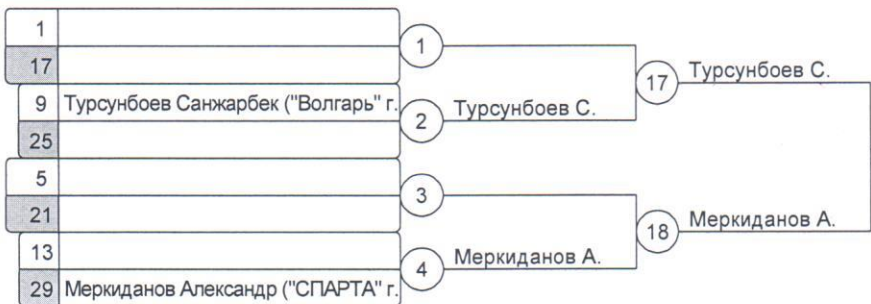 1
17
1
9 Турсунбоев Санжарбек ("Волгарь" г.
25
2
Турсунбоев С.
17
Турсунбоев С.
5
21
3
13
29 Меркиданов Александр ("СПАРТА" г.
4
Меркиданов А.
18
Меркиданов А.